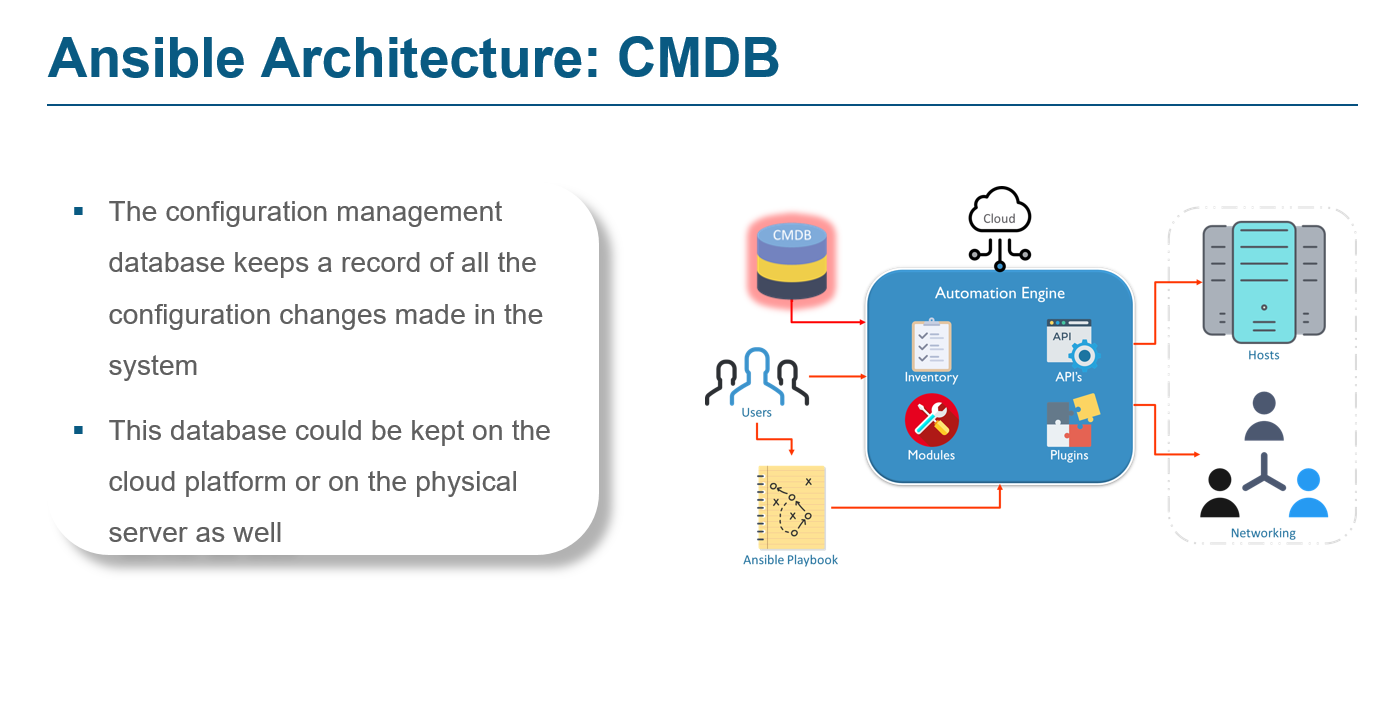 Ansible Architecture: CMDB
▪ The configuration management
database keeps a record of all the
configuration changes made in the
system
▪ This database could be kept on the
cloud platform or on the physical
server as well
Cloud
CMDB
Automation Engine
Inventory
API
API's
Modules
Plugins
Users
Ansible Playbook
Hosts
Networking